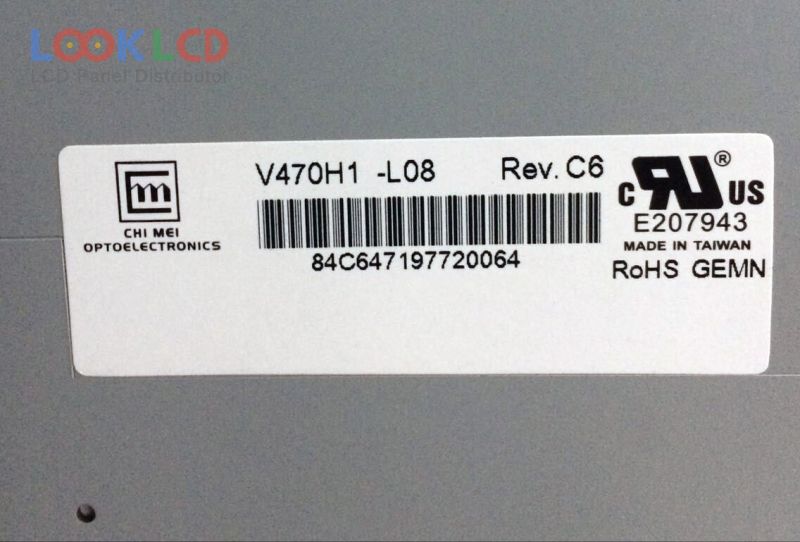 LOOKLCD
LCD Panel Distributor
V470H1 -L08 Rev. C6
CHI MEI
OPTOELECTRONICS
84C647197720064
C RU US ®
E207943
MADE IN TAIWAN
RoHS GEMN